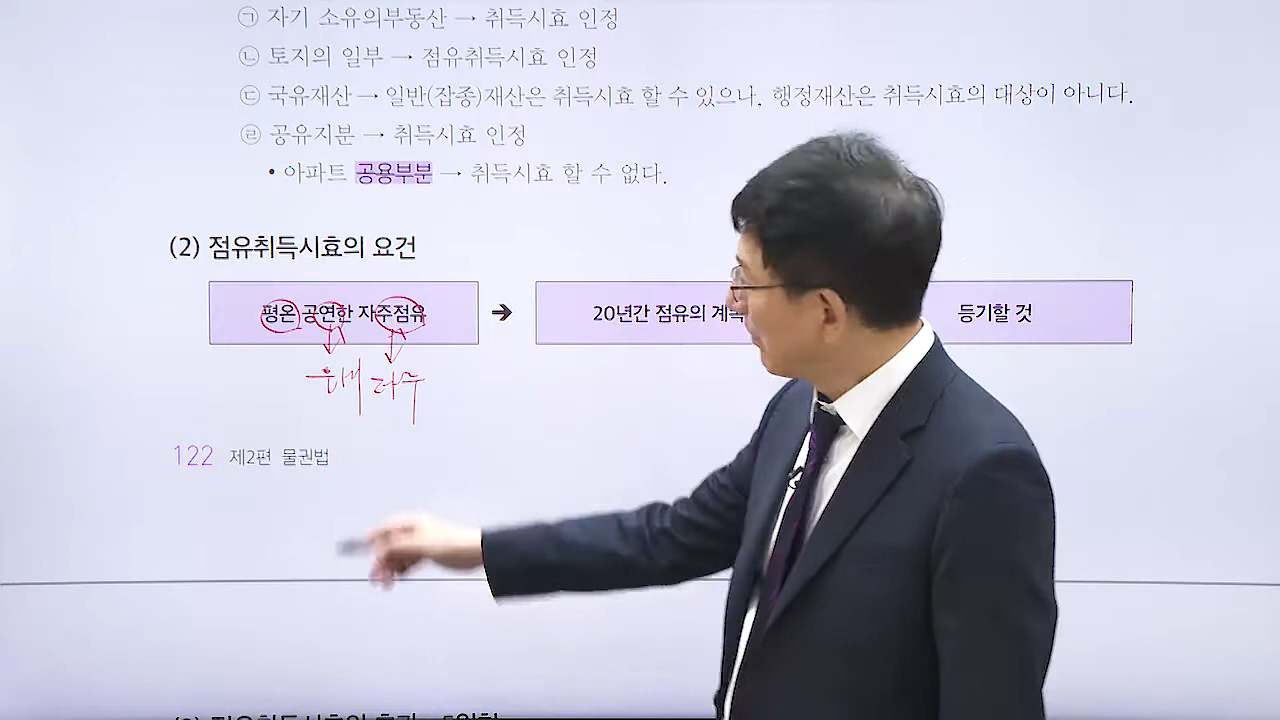 ㉠ 자기 소유의부동산 → 취득시효 인정
㉡ 토지의 일부 → 점유취득시효 인정
㉢ 국유재산 → 일반(잡종)재산은 취득시효 할 수 있으나, 행정재산은 취득시효의 대상이 아니다.
㉣ 공유지분 → 취득시효 인정
• 아파트 공용부분 → 취득시효 할 수 없다.
(2) 점유취득시효의 요건
평온 공연한 자주점유 → 20년간 점유의 등기할 것
타주
122 제2편 물권법